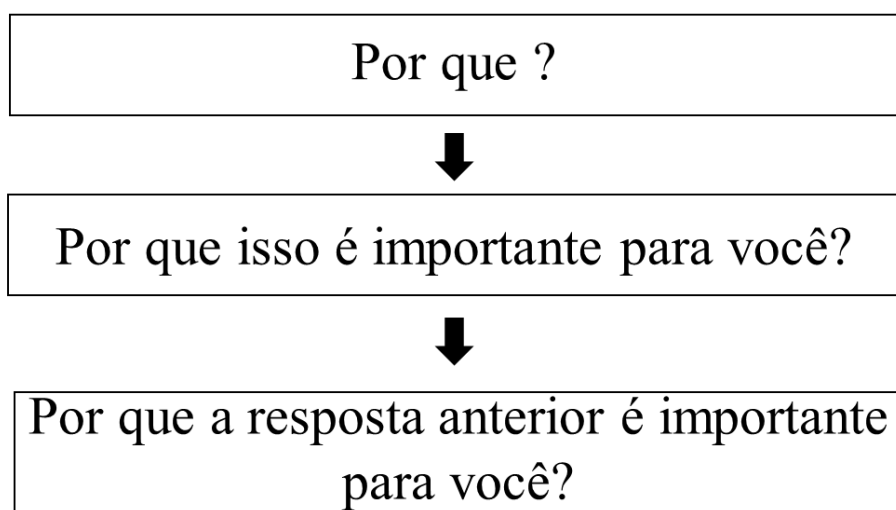 Por que ?
Por que isso é importante para você?
Por que a resposta anterior é importante
para você?